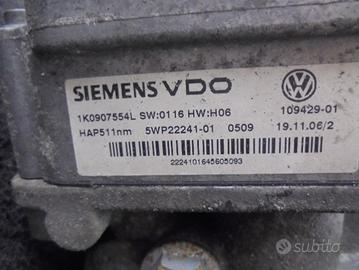 SIEMENS VDO
1K0907554L SW:0116 HW:H06 109429-01
HAP511nm 5WP22241-01 0509 19.11.06/2
2224101645605093
subito